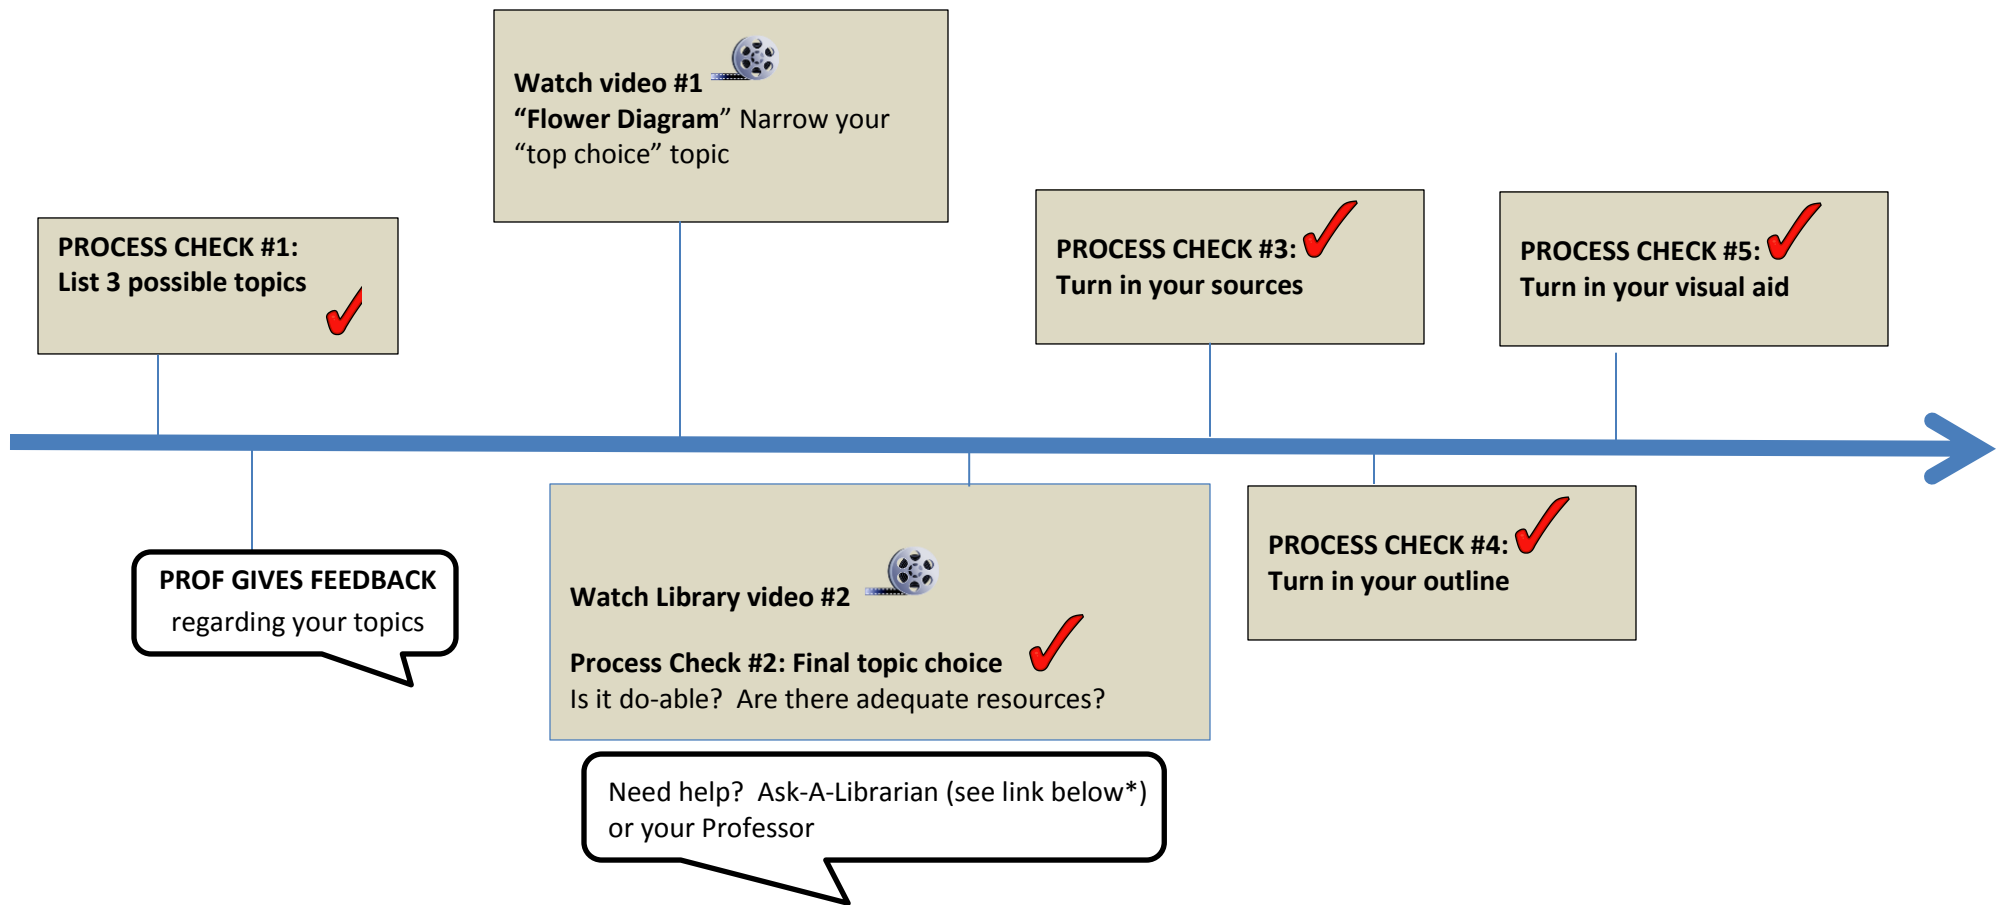 Watch video #1
“Flower Diagram” Narrow your
“top choice” topic
PROCESS CHECK #1:
List 3 possible topics
PROCESS CHECK #3:
Turn in your sources
PROCESS CHECK #5:
Turn in your visual aid
PROF GIVES FEEDBACK
regarding your topics
Watch Library video #2
Process Check #2: Final topic choice
Is it do-able?  Are there adequate resources?
PROCESS CHECK #4:
Turn in your outline
Need help?  Ask-A-Librarian (see link below*)
or your Professor